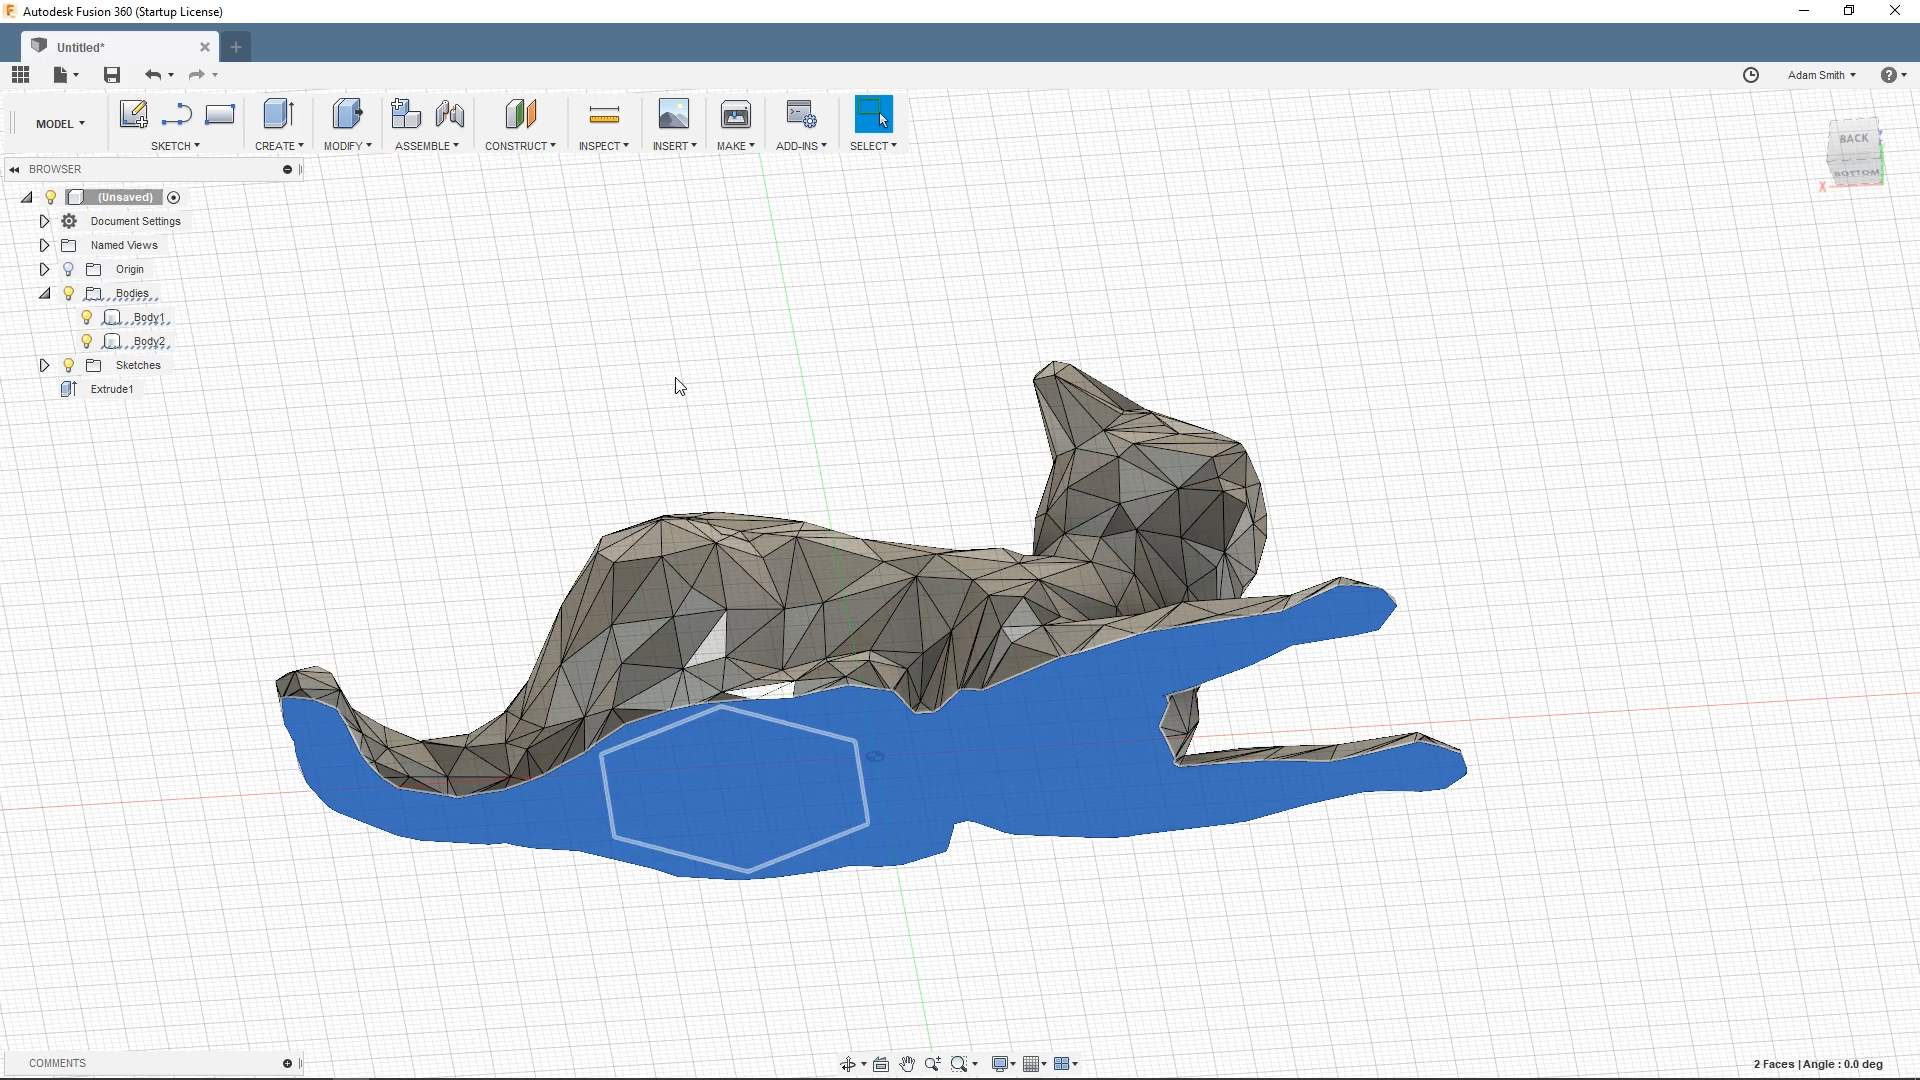 Autodesk Fusion 360 (Startup License)
Untitled*
Adam Smith
MODEL
SKETCH
CREATE
MODIFY
ASSEMBLE
CONSTRUCT
INSPECT
INSERT
MAKE
ADD-INS
SELECT
BACK
BOTTOM
X
BROWSER
(Unsaved)
Document Settings
Named Views
Origin
Bodies
Body1
Body2
Sketches
Extrude1
COMMENTS
2 Faces | Angle : 0.0 deg